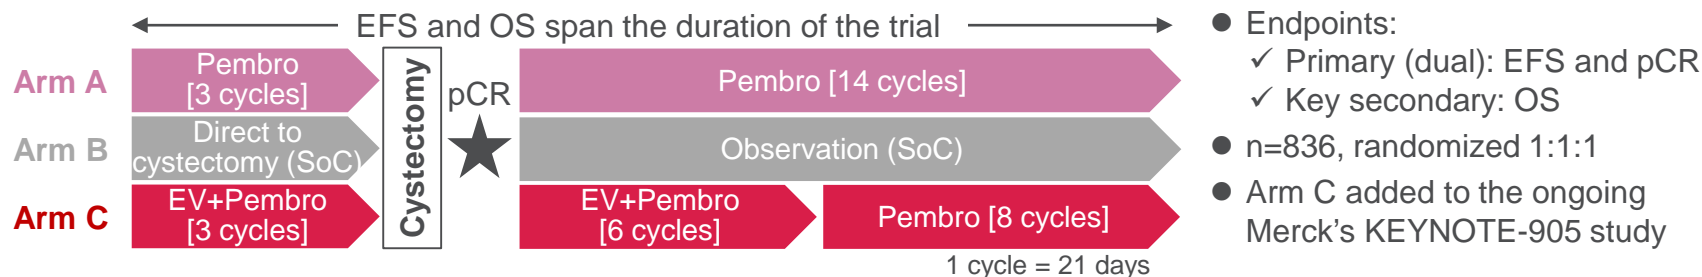 EFS and OS span the duration of the trial
Arm A
Pembro
[3 cycles]
Cystectomy
pCR
Pembro [14 cycles]
Arm B
Direct to
cystectomy (SoC)
Observation (SoC)
Arm C
EV+Pembro
[3 cycles]
EV+Pembro
[6 cycles]
Pembro [8 cycles]
1 cycle = 21 days
● Endpoints:
✓ Primary (dual): EFS and pCR
✓ Key secondary: OS
● n=836, randomized 1:1:1
● Arm C added to the ongoing
Merck's KEYNOTE-905 study